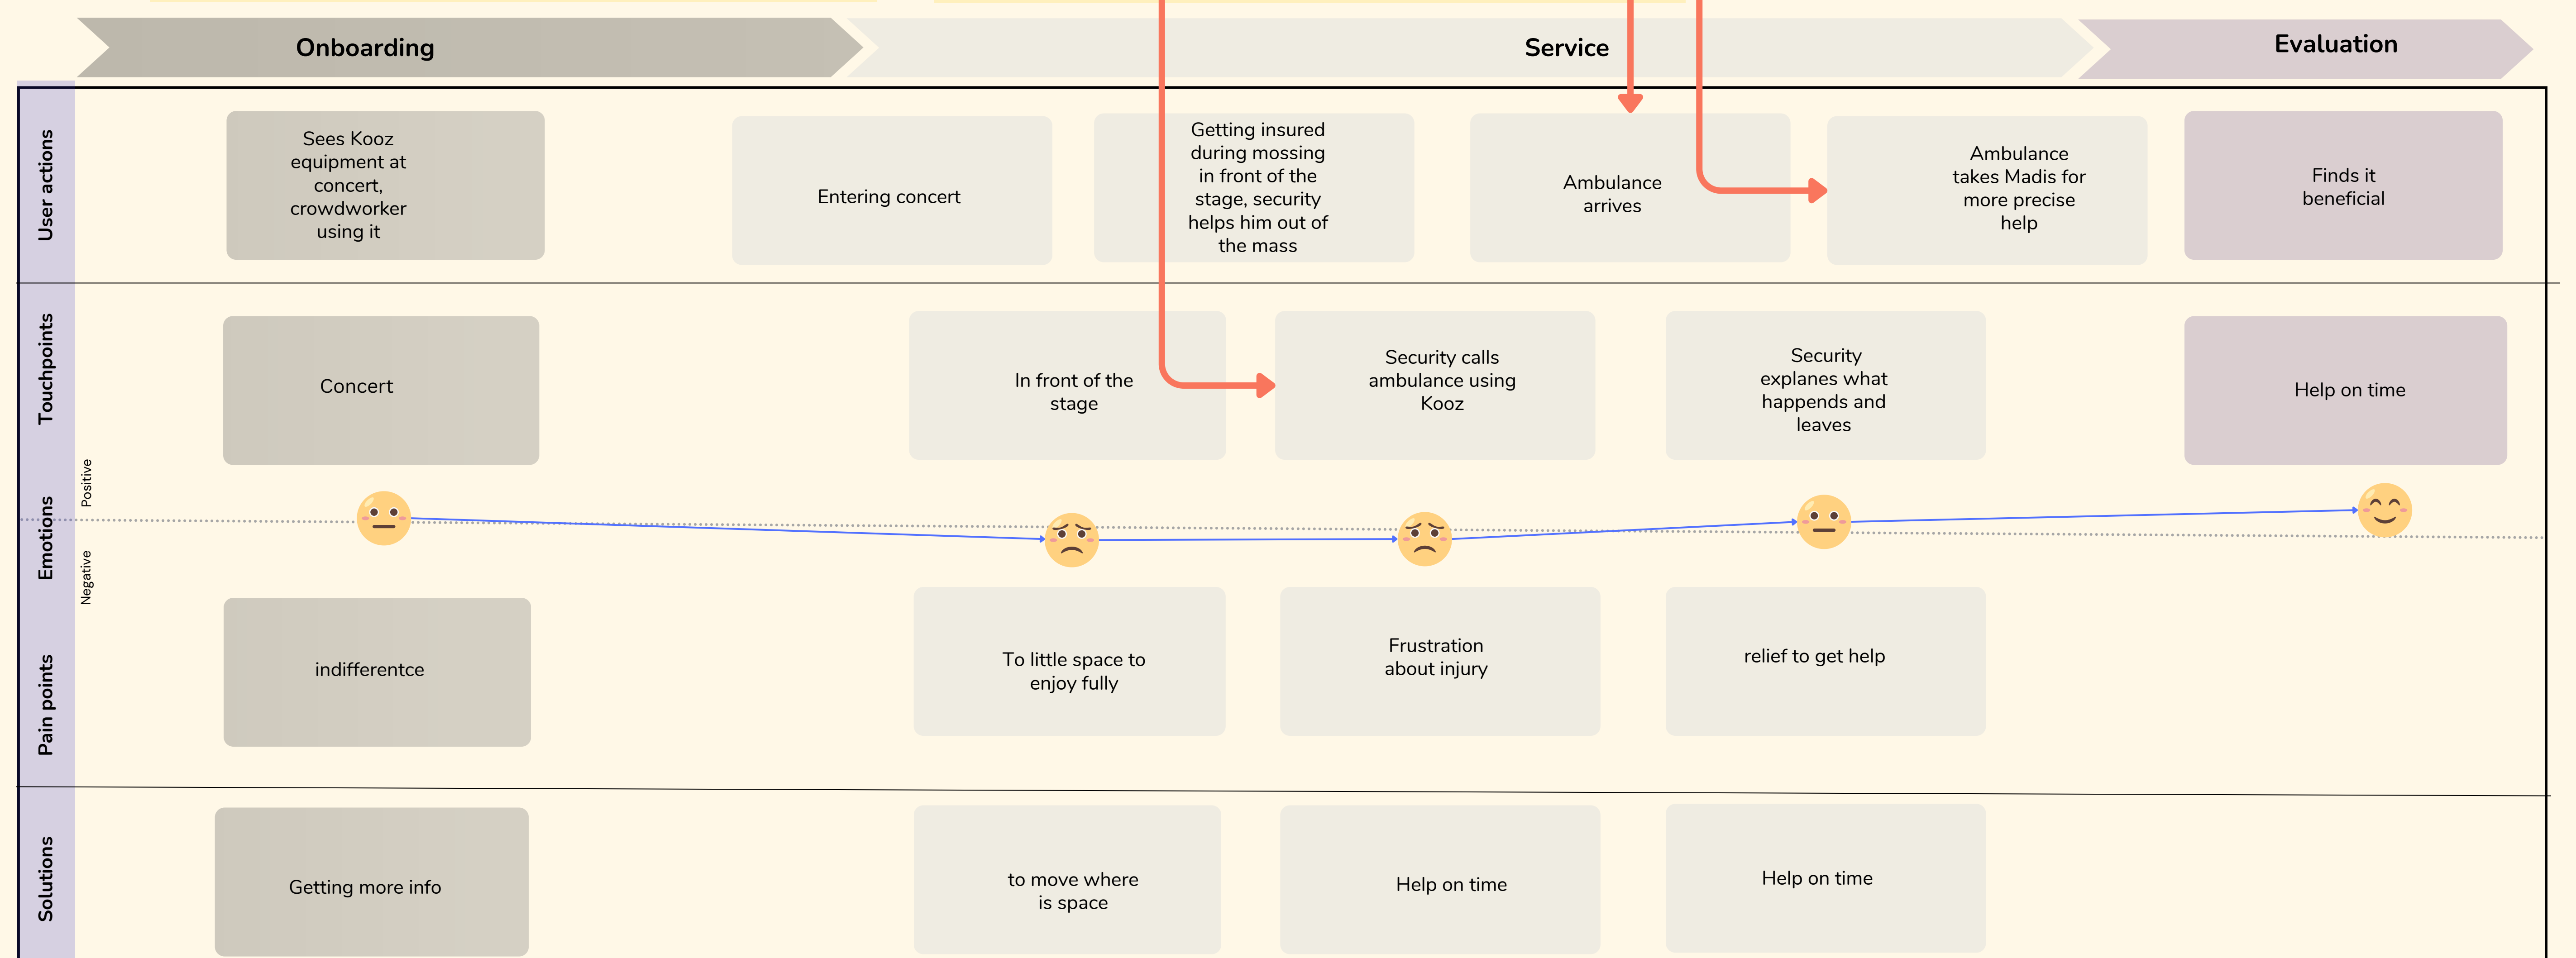 Onboarding
Service
Evaluation
User actions
Sees Kooz
equipment at
concert,
crowdworker
using it
Entering concert
Getting insured
during mossing
in front of the
stage, security
helps him out of
the mass
Ambulance
arrives
Ambulance
takes Madis for
more precise
help
Finds it
beneficial
Touchpoints
Concert
In front of the
stage
Security calls
ambulance using
Kooz
Security
explanes what
happends and
leaves
Help on time
Emotions
Positive
Negative
Pain points
indifferentce
To little space to
enjoy fully
Frustration
about injury
relief to get help
Solutions
Getting more info
to move where
is space
Help on time
Help on time